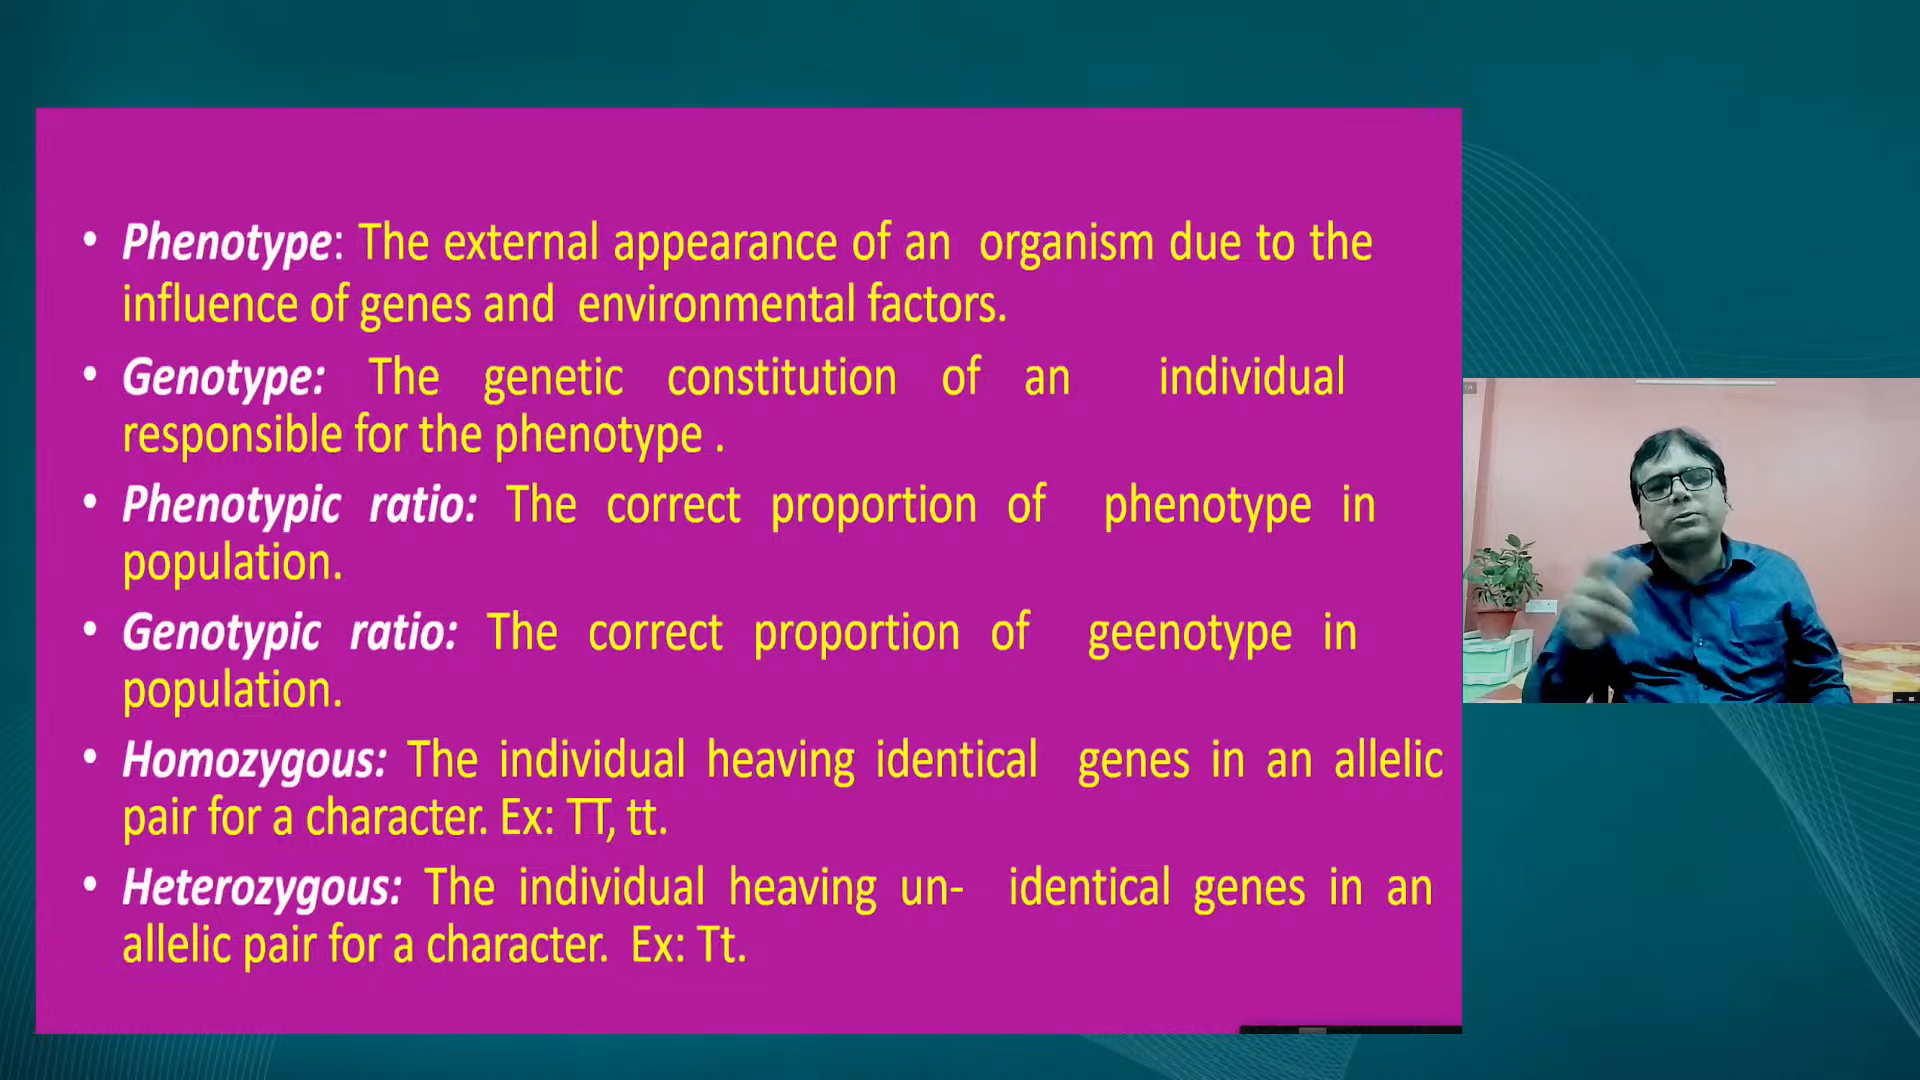 • Phenotype: The external appearance of an organism due to the
influence of genes and environmental factors.
• Genotype: The genetic constitution of an individual
responsible for the phenotype .
• Phenotypic ratio: The correct proportion of phenotype in
population.
• Genotypic ratio: The correct proportion of geenotype in
population.
• Homozygous: The individual heaving identical genes in an allelic
pair for a character. Ex: TT, tt.
• Heterozygous: The individual heaving un- identical genes in an
allelic pair for a character. Ex: Tt.